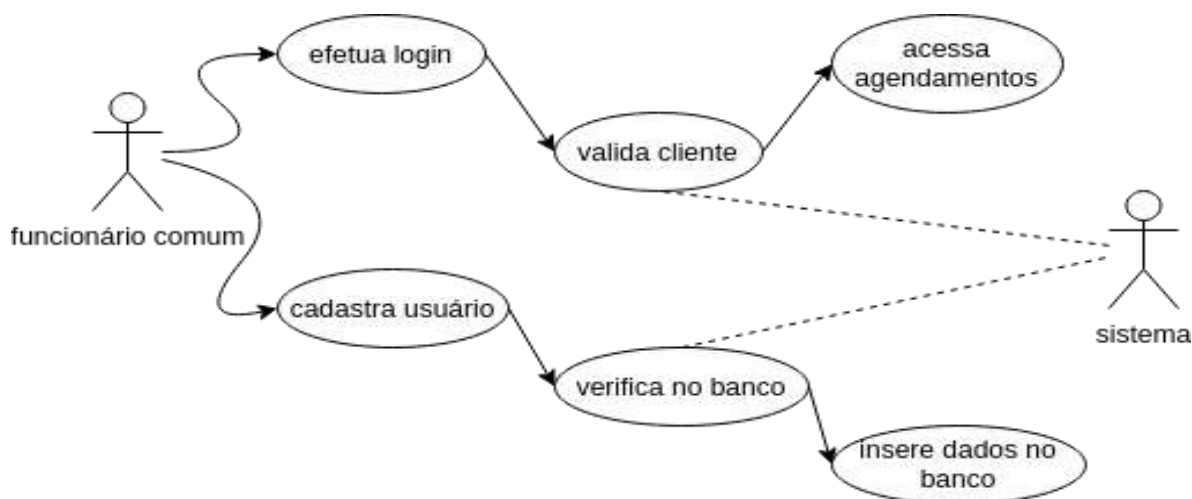 efetua login
acessa
agendamentos
valida cliente
funcionário comum
cadastra usuário
sistema
verifica no banco
insere dados no
banco